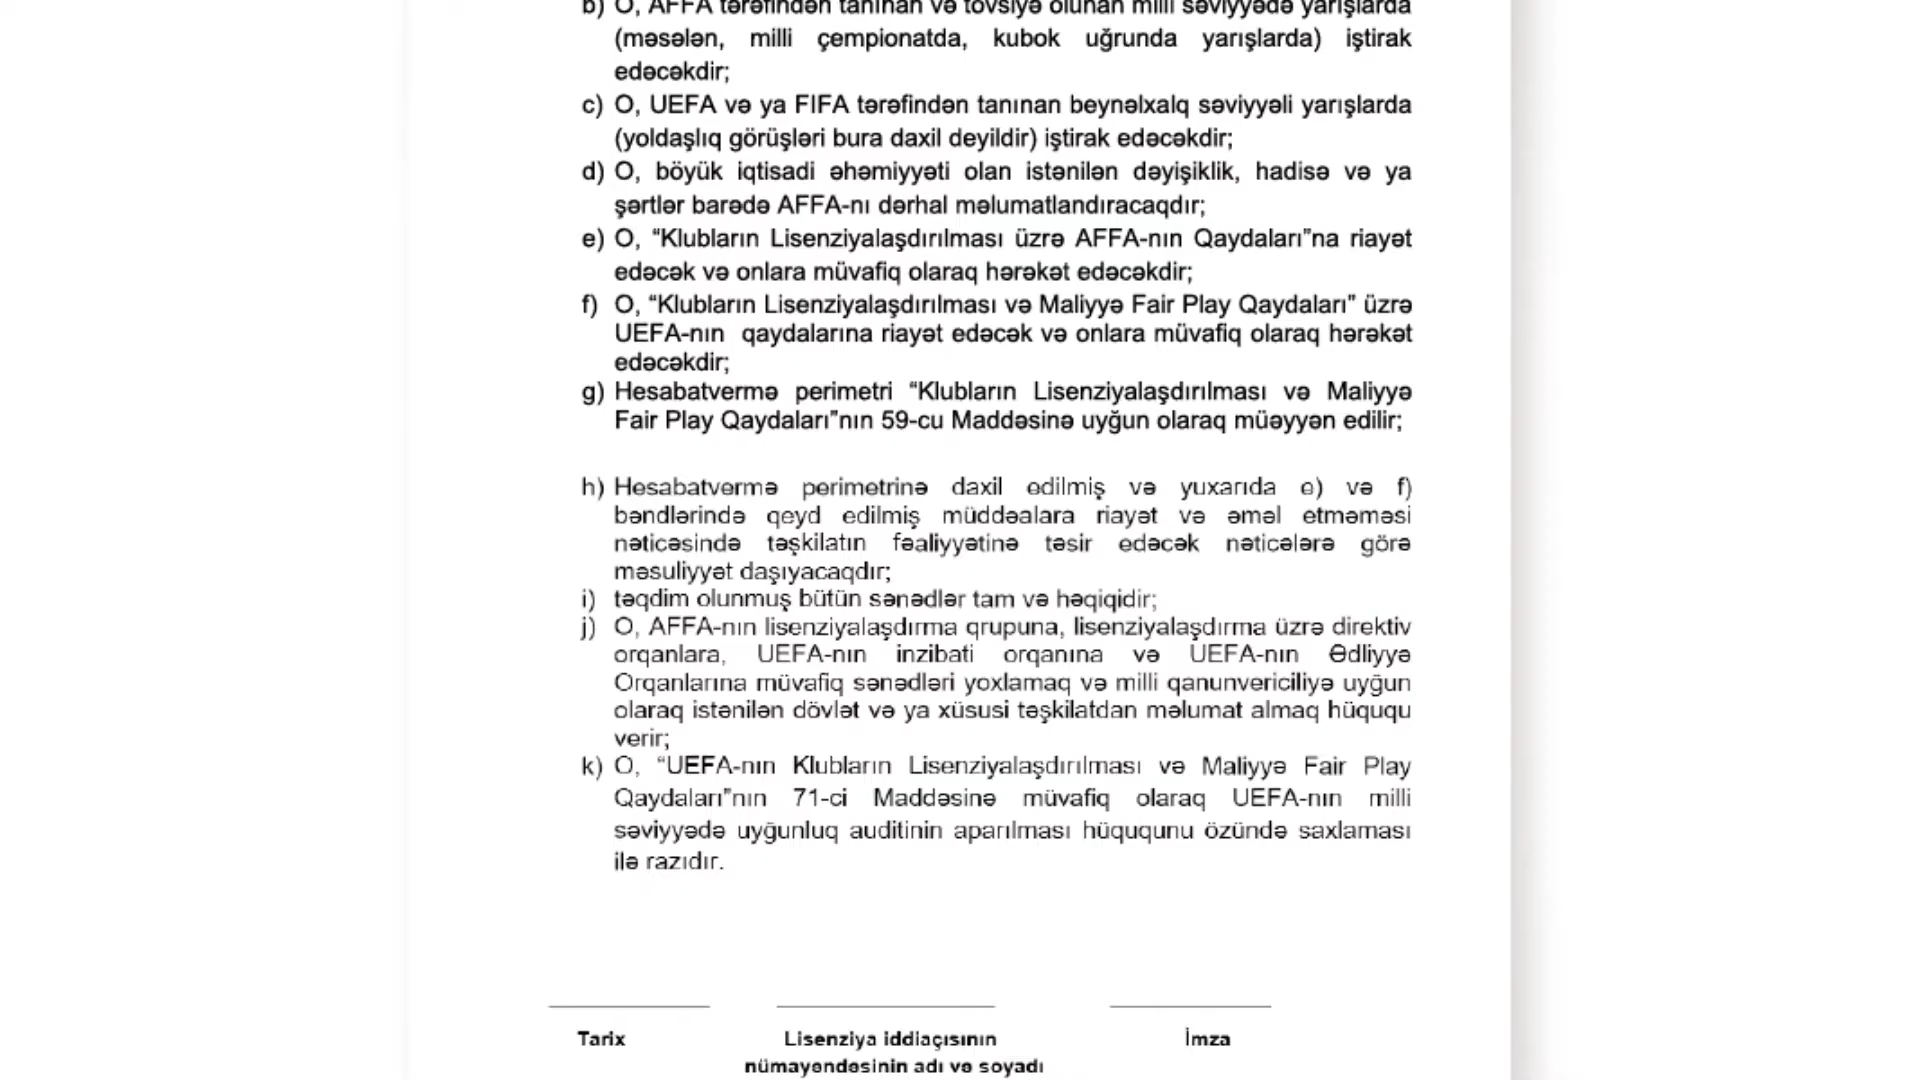 b) O, AFFA tərəfindən tanınan və tövsiyə olunan milli səviyyədə yarışlarda
(məsələn, milli çempionatda, kubok uğrunda yarışlarda) iştirak
edəcəkdir;
c) O, UEFA və ya FIFA tərəfindən tanınan beynəlxalq səviyyəli yarışlarda
(yoldaşlıq görüşləri bura daxil deyildir) iştirak edəcəkdir;
d) O, böyük iqtisadi əhəmiyyəti olan istənilən dəyişiklik, hadisə və ya
şərtlər barədə AFFA-nı dərhal məlumatlandıracaqdır;
e) O, “Klubların Lisenziyalaşdırılması üzrə AFFA-nın Qaydaları”na riayət
edəcək və onlara müvafiq olaraq hərəkət edəcəkdir;
f) O, “Klubların Lisenziyalaşdırılması və Maliyyə Fair Play Qaydaları” üzrə
UEFA-nın qaydalarına riayət edəcək və onlara müvafiq olaraq hərəkət
edəcəkdir;
g) Hesabatvermə perimetri “Klubların Lisenziyalaşdırılması və Maliyyə
Fair Play Qaydaları”nın 59-cu Maddəsinə uyğun olaraq müəyyən edilir;
h) Hesabatvermə perimetrinə daxil edilmiş və yuxarıda e) və f)
bəndlərində qeyd edilmiş müddəalara riayət və əməl etməməsi
nəticəsində təşkilatın fəaliyyətinə təsir edəcək nəticələrə görə
məsuliyyət daşıyacaqdır;
i) təqdim olunmuş bütün sənədlər tam və həqiqidir;
j) O, AFFA-nın lisenziyalaşdırma qrupuna, lisenziyalaşdırma üzrə direktiv
orqanlara, UEFA-nın inzibati orqanına və UEFA-nın Ədliyyə
Orqanlarına müvafiq sənədləri yoxlamaq və milli qanunvericiliyə uyğun
olaraq istənilən dövlət və ya xüsusi təşkilatdan məlumat almaq hüququ
verir;
k) O, “UEFA-nın Klubların Lisenziyalaşdırılması və Maliyyə Fair Play
Qaydaları”nın 71-ci Maddəsinə müvafiq olaraq UEFA-nın milli
səviyyədə uyğunluq auditinin aparılması hüququnu özündə saxlaması
ilə razıdır.
Tarix Lisenziya iddiaçısının İmza
nümayəndəsinin adı və soyadı